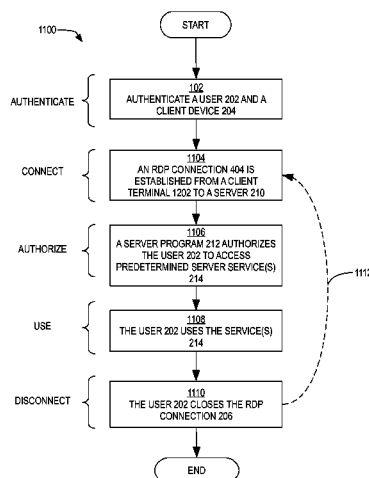 1100
START
AUTHENTICATE
102
AUTHENTICATE A USER 202 AND A
CLIENT DEVICE 204
CONNECT
1104
AN RDP CONNECTION 404 IS
ESTABLISHED FROM A CLIENT
TERMINAL 1202 TO A SERVER 210
AUTHORIZE
1106
A SERVER PROGRAM 212 AUTHORIZES
THE USER 202 TO ACCESS
PREDETERMINED SERVER SERVICE(S)
214
1112
USE
1108
THE USER 202 USES THE SERVICE(S)
214
DISCONNECT
1110
THE USER 202 CLOSES THE RDP
CONNECTION 206
END